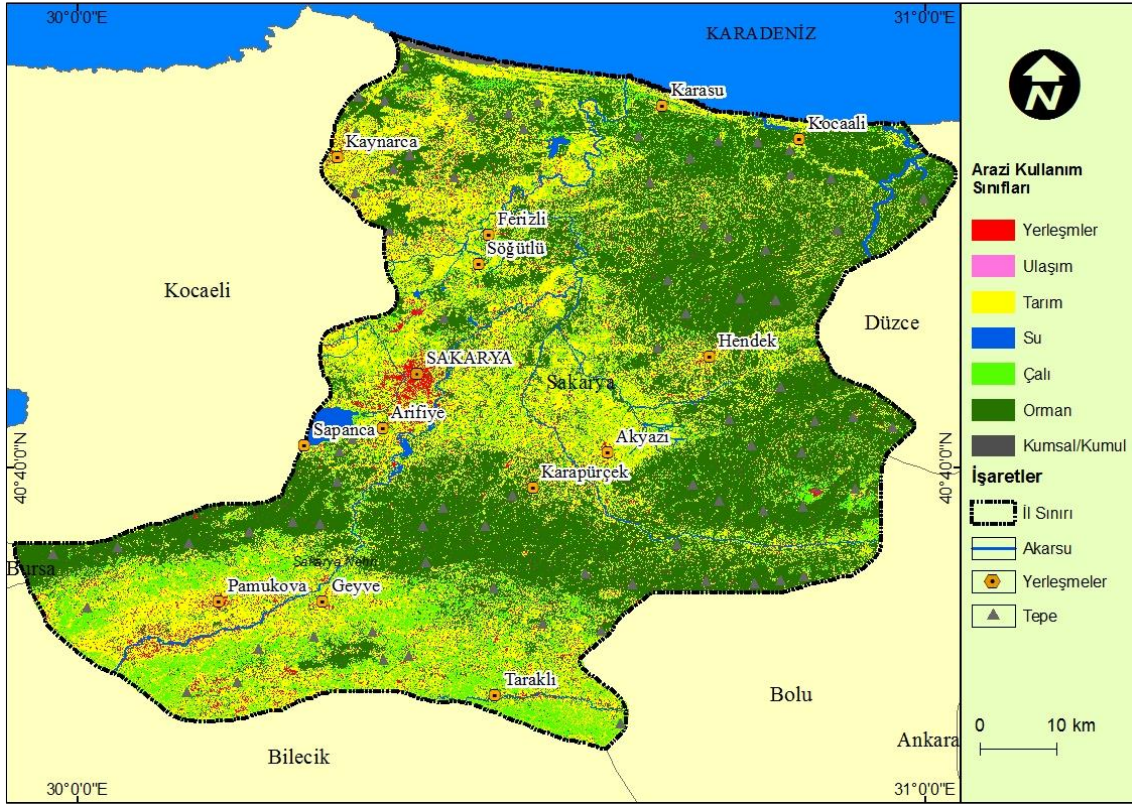 30°0'0"E
31°0'0"E
KARADENİZ
Karasu
Kocaali
Kaynarca
Ferizli
Söğütlü
Kocaeli
Düzce
Hendek
SAKARYA
Sakarya
Arifiye
Sapanca
Akyazı
Karapürçek
40°40'0"N
40°40'0"N
Bursa
Sakarya Nehri
Pamukova
Geyve
Taraklı
Bolu
Bilecik
Ankara
30°0'0"E
31°0'0"E
N
Arazi Kullanım
Sınıfları
Yerleşmler
Ulaşım
Tarım
Su
Çalı
Orman
Kumsal/Kumul
İşaretler
İl Sınırı
Akarsu
Yerleşmeler
Tepe
0 10 km